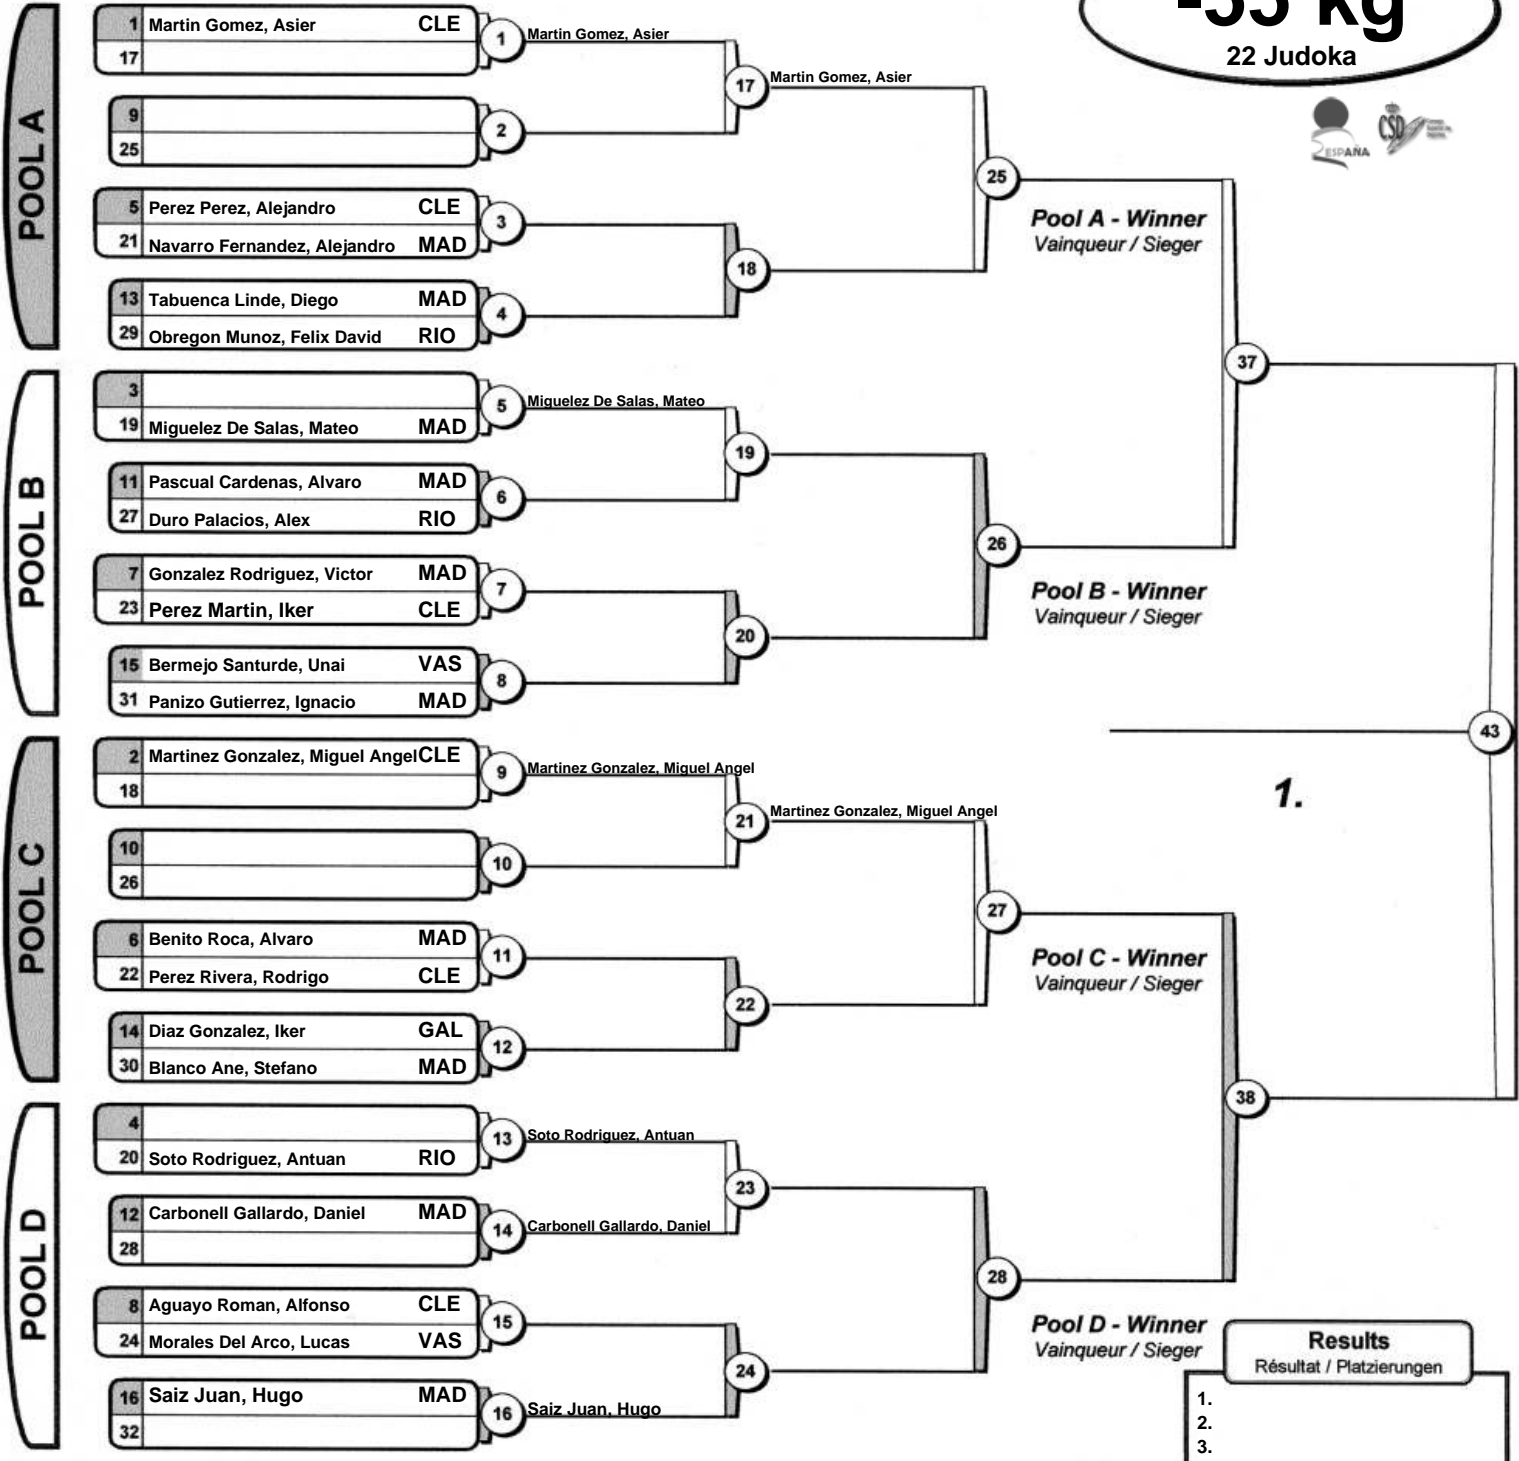 -55 kg
22 Judoka
ESPAÑA
CSD
POOL A
1 Martin Gomez, Asier CLE
17
1 Martin Gomez, Asier
9
25
2
17 Martin Gomez, Asier
5 Perez Perez, Alejandro CLE
21 Navarro Fernandez, Alejandro MAD
3
13 Tabuenca Linde, Diego MAD
29 Obregon Munoz, Felix David RIO
4
18
25
Pool A - Winner
Vainqueur / Sieger
POOL B
3
19 Miguelez De Salas, Mateo MAD
5 Miguelez De Salas, Mateo
11 Pascual Cardenas, Alvaro MAD
27 Duro Palacios, Alex RIO
6
19
7 Gonzalez Rodriguez, Victor MAD
23 Perez Martin, Iker CLE
7
15 Bermejo Santurde, Unai VAS
31 Panizo Gutierrez, Ignacio MAD
8
20
26
Pool B - Winner
Vainqueur / Sieger
37
POOL C
2 Martinez Gonzalez, Miguel Angel CLE
18
9 Martinez Gonzalez, Miguel Angel
10
26
10
21 Martinez Gonzalez, Miguel Angel
6 Benito Roca, Alvaro MAD
22 Perez Rivera, Rodrigo CLE
11
14 Diaz Gonzalez, Iker GAL
30 Blanco Ane, Stefano MAD
12
22
27
Pool C - Winner
Vainqueur / Sieger
43
1.
POOL D
4
20 Soto Rodriguez, Antuan RIO
13 Soto Rodriguez, Antuan
12 Carbonell Gallardo, Daniel MAD
28
14 Carbonell Gallardo, Daniel
23
8 Aguayo Roman, Alfonso CLE
24 Morales Del Arco, Lucas VAS
15
16 Saiz Juan, Hugo MAD
32
16 Saiz Juan, Hugo
24
28
Pool D - Winner
Vainqueur / Sieger
38
Results
Résultat / Platzierungen
1.
2.
3.